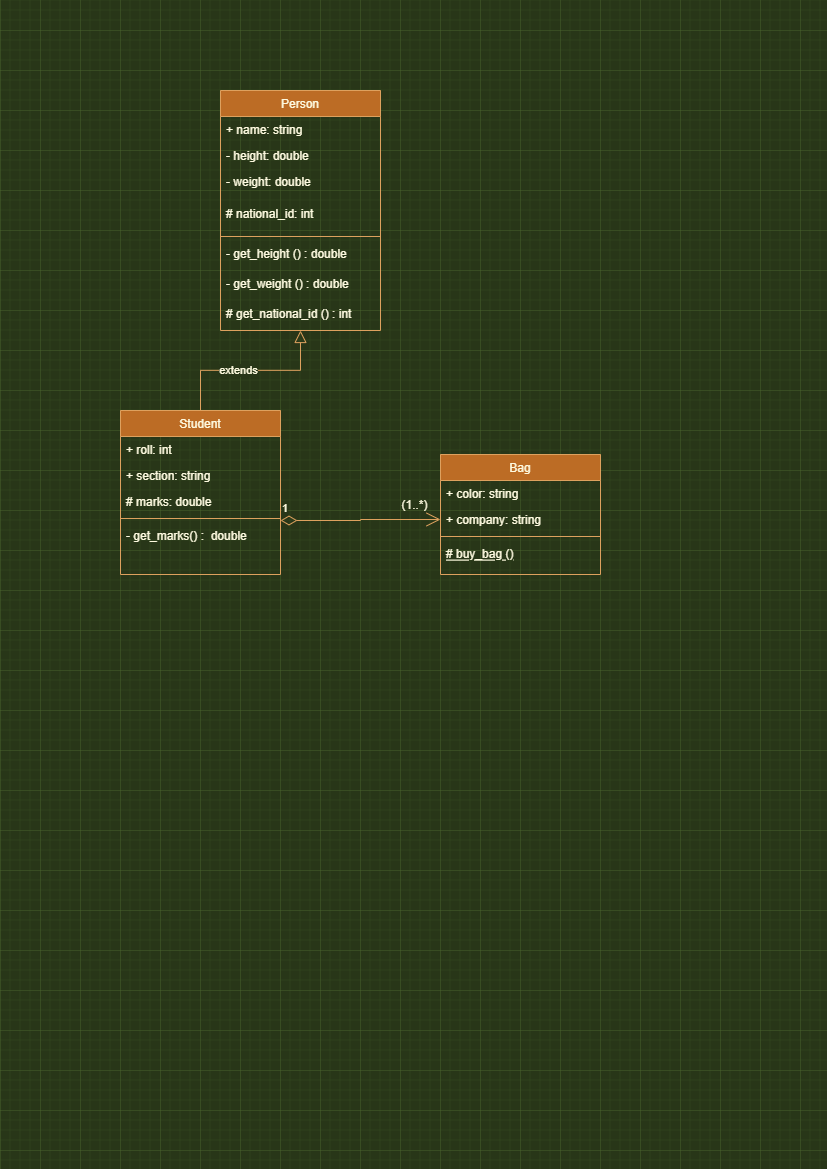 Person
+ name: string
- height: double
- weight: double
# national_id: int
- get_height () : double
- get_weight () : double
# get_national_id () : int
extends
Student
+ roll: int
+ section: string
# marks: double
- get_marks() :  double
1
(1..*)
Bag
+ color: string
+ company: string
# buy_bag ()